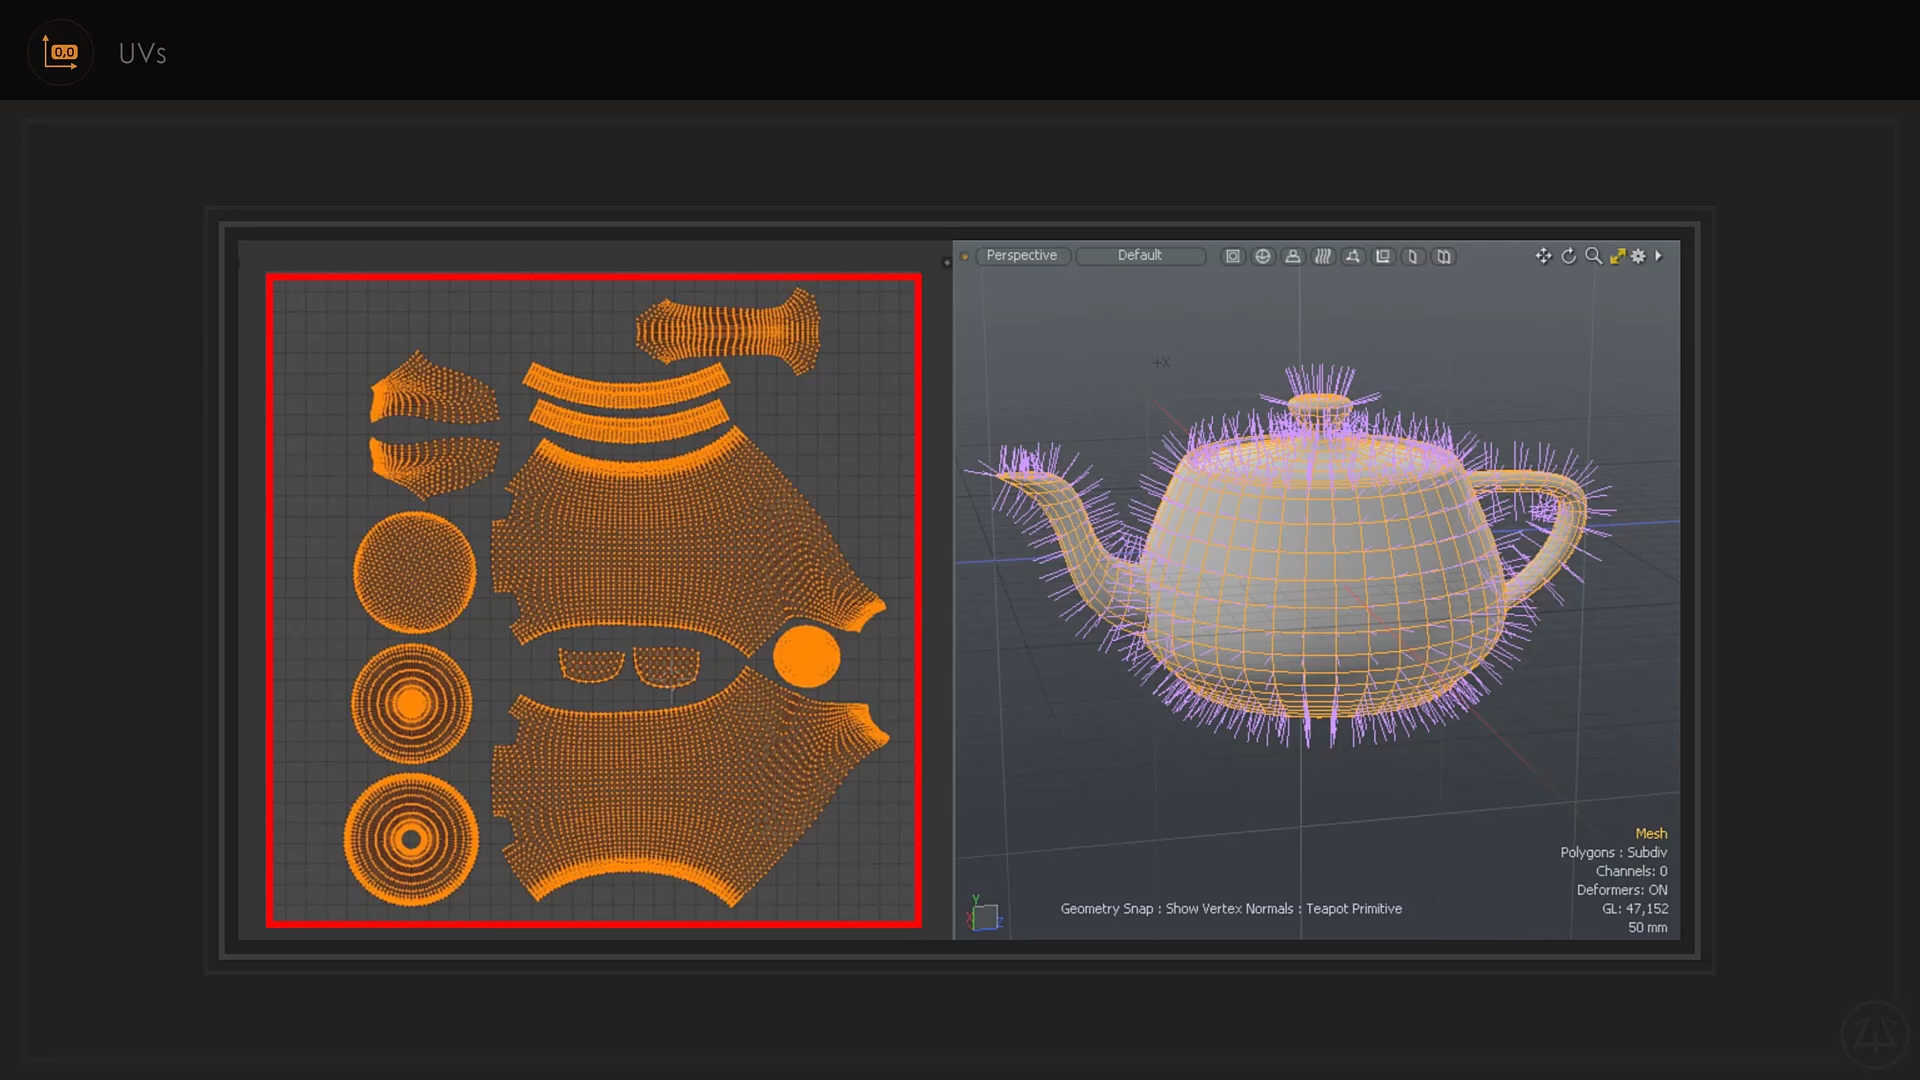 0,0
UVs
Perspective
Default
+X
Mesh
Polygons : Subdiv
Channels: 0
Deformers: ON
GL: 47,152
50 mm
Geometry Snap : Show Vertex Normals : Teapot Primitive
Y
X
Z